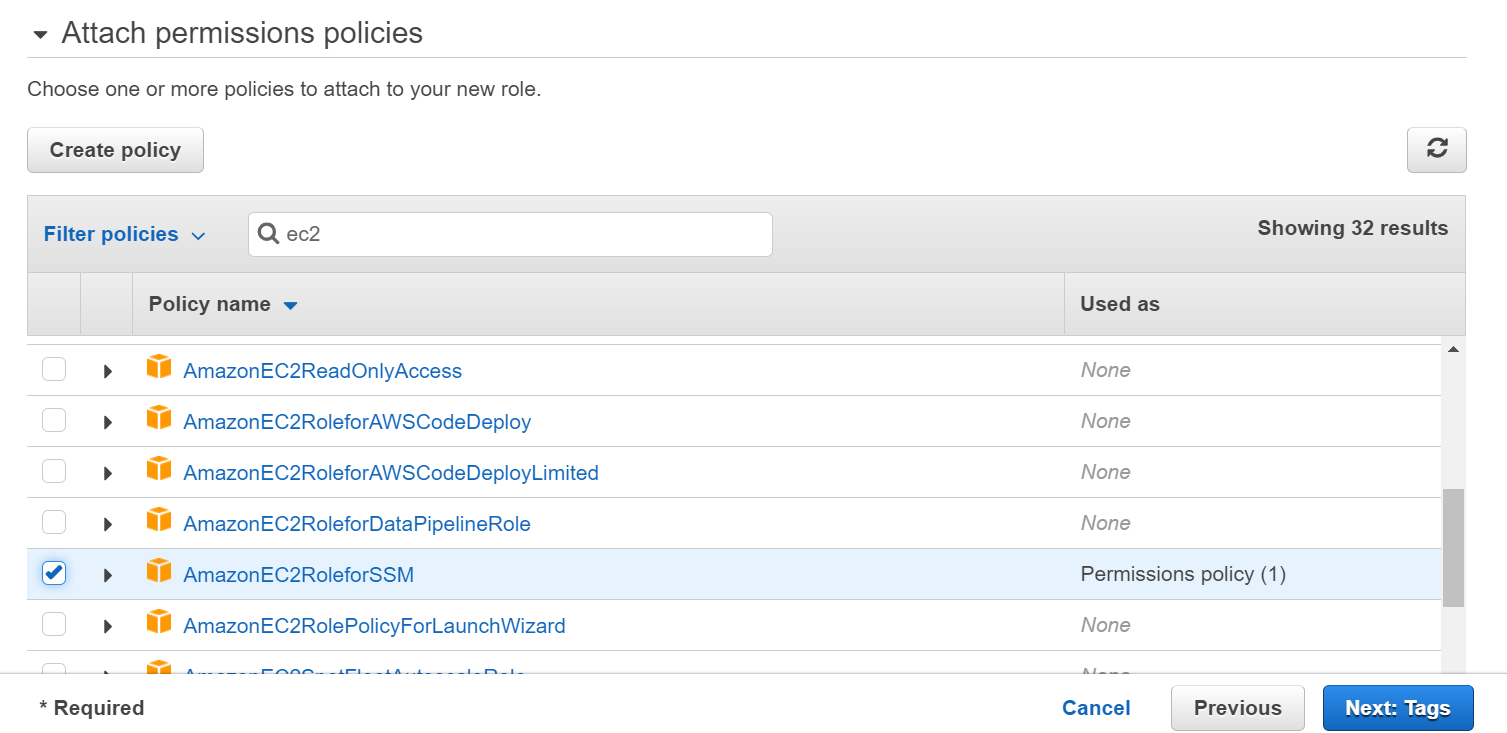 Attach permissions policies
Choose one or more policies to attach to your new role.
Create policy
Filter policies
ec2
Showing 32 results
Policy name
Used as
AmazonEC2ReadOnlyAccess
None
AmazonEC2RoleforAWSCodeDeploy
None
AmazonEC2RoleforAWSCodeDeployLimited
None
AmazonEC2RoleforDataPipelineRole
None
AmazonEC2RoleforSSM
Permissions policy (1)
AmazonEC2RolePolicyForLaunchWizard
None
* Required
Cancel
Previous
Next: Tags